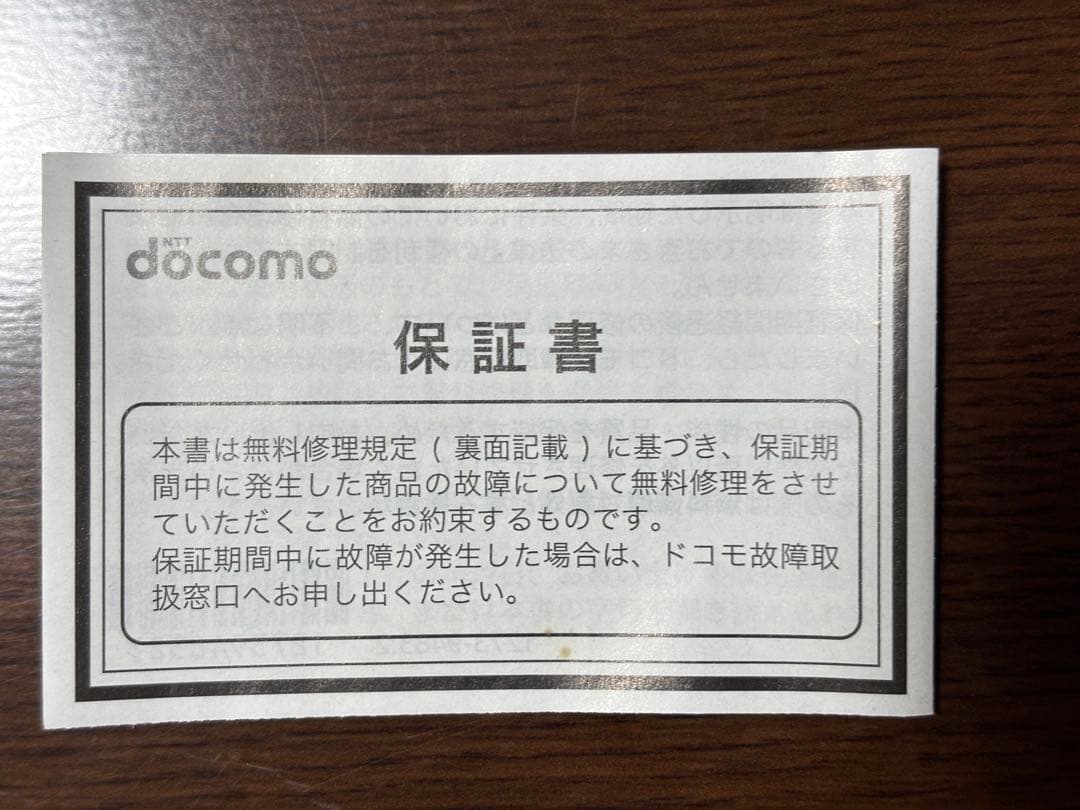 NTT
docomo
保証書
本書は無料修理規定 ( 裏面記載 ) に基づき、保証期
間中に発生した商品の故障について無料修理をさせ
ていただくことをお約束するものです。
保証期間中に故障が発生した場合は、ドコモ故障取
扱窓口へお申し出ください。